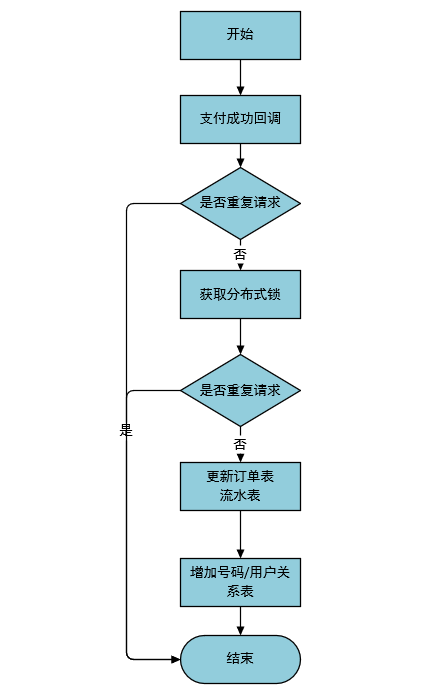 开始
支付成功回调
是否重复请求
否
获取分布式锁
是否重复请求
是
否
更新订单表
流水表
增加号码/用户关
系表
结束